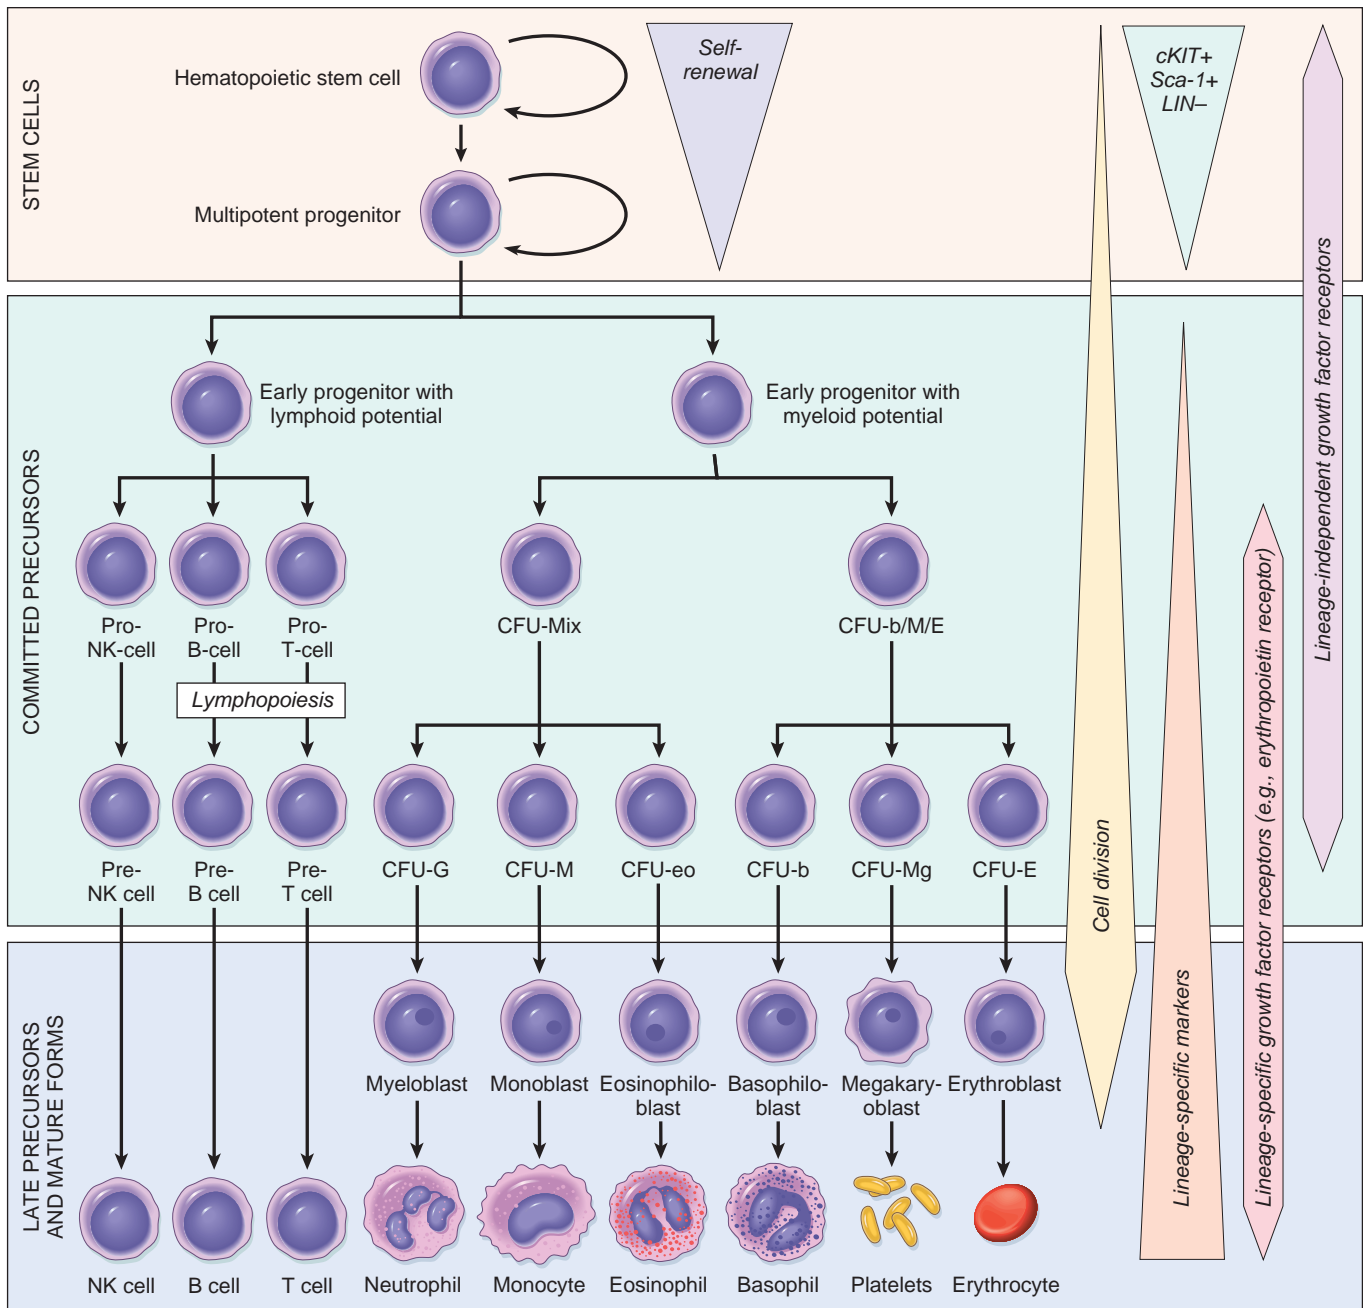 STEM CELLS
Hematopoietic stem cell
Multipotent progenitor
Self-
renewal
cKIT+
Sca-1+
LIN–
COMMITTED PRECURSORS
Early progenitor with
lymphoid potential
Early progenitor with
myeloid potential
Pro-
NK-cell
Pro-
B-cell
Pro-
T-cell
CFU-Mix
CFU-b/M/E
Lymphopoiesis
Pre-
NK cell
Pre-
B cell
Pre-
T cell
CFU-G
CFU-M
CFU-eo
CFU-b
CFU-Mg
CFU-E
LATE PRECURSORS
AND MATURE FORMS
Myeloblast
Monoblast
Eosinophilo-
blast
Basophilo-
blast
Megakary-
oblast
Erythroblast
NK cell
B cell
T cell
Neutrophil
Monocyte
Eosinophil
Basophil
Platelets
Erythrocyte
Cell division
Lineage-specific markers
Lineage-specific growth factor receptors (e.g., erythropoietin receptor)
Lineage-independent growth factor receptors